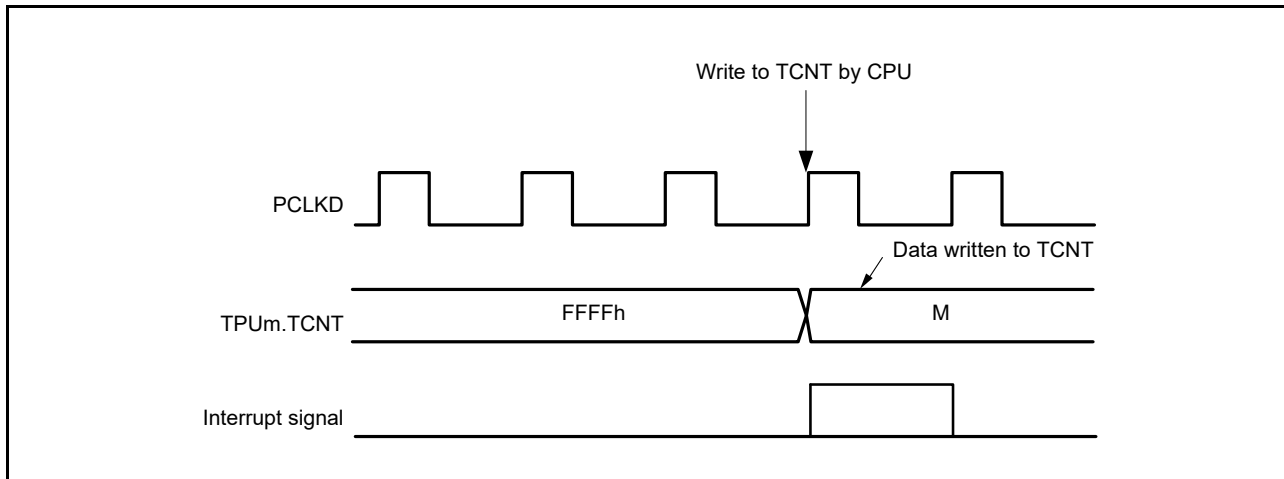 Write to TCNT by CPU
PCLKD
Data written to TCNT
TPUm.TCNT
FFFFh
M
Interrupt signal